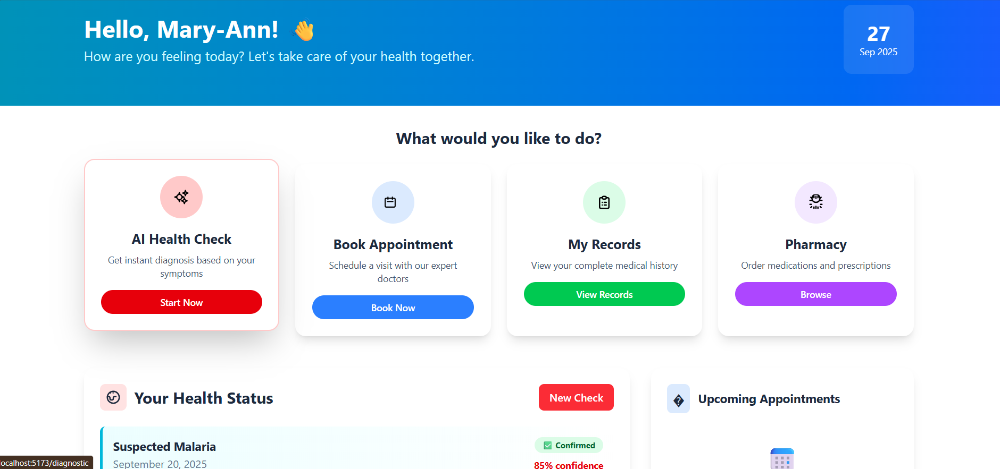 Hello, Mary-Ann! 👋
How are you feeling today? Let's take care of your health together.
27
Sep 2025
What would you like to do?
AI Health Check
Get instant diagnosis based on your
symptoms
Start Now
Book Appointment
Schedule a visit with our expert
doctors
Book Now
My Records
View your complete medical history
View Records
Pharmacy
Order medications and prescriptions
Browse
Your Health Status
New Check
Suspected Malaria
September 20, 2025
✅ Confirmed
85% confidence
�
Upcoming Appointments
localhost:5173/diagnostic